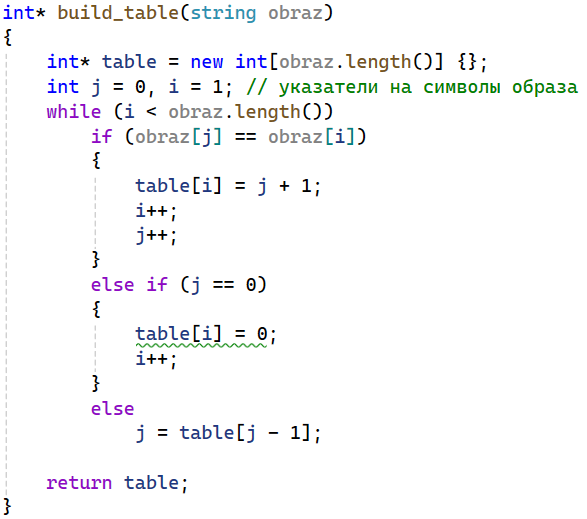 int* build_table(string obraz)
{
    int* table = new int[obraz.length()] {};
    int j = 0, i = 1; // указатели на символы образа
    while (i < obraz.length())
        if (obraz[j] == obraz[i])
        {
            table[i] = j + 1;
            i++;
            j++;
        }
        else if (j == 0)
        {
            table[i] = 0;
            i++;
        }
        else
            j = table[j - 1];

    return table;
}